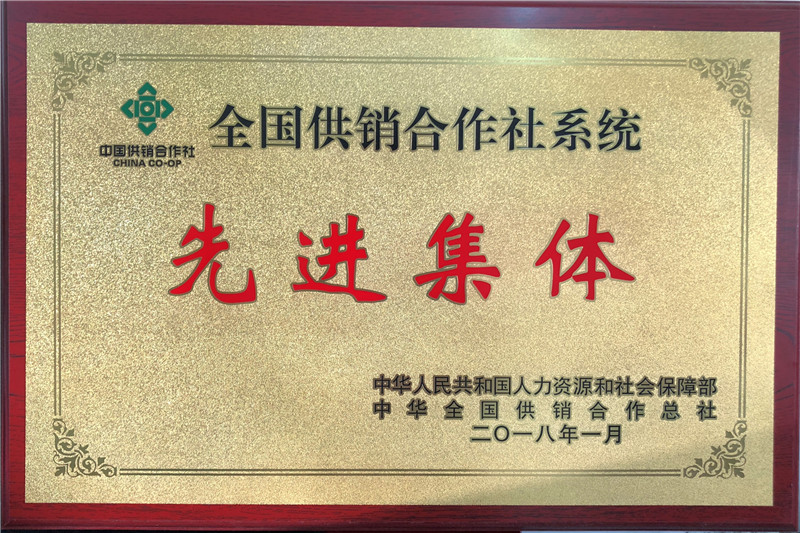 中国供销合作社
CHINA CO-OP
全国供销合作社系统
先进集体
中华人民共和国人力资源和社会保障部
中华全国供销合作总社
二〇一八年一月